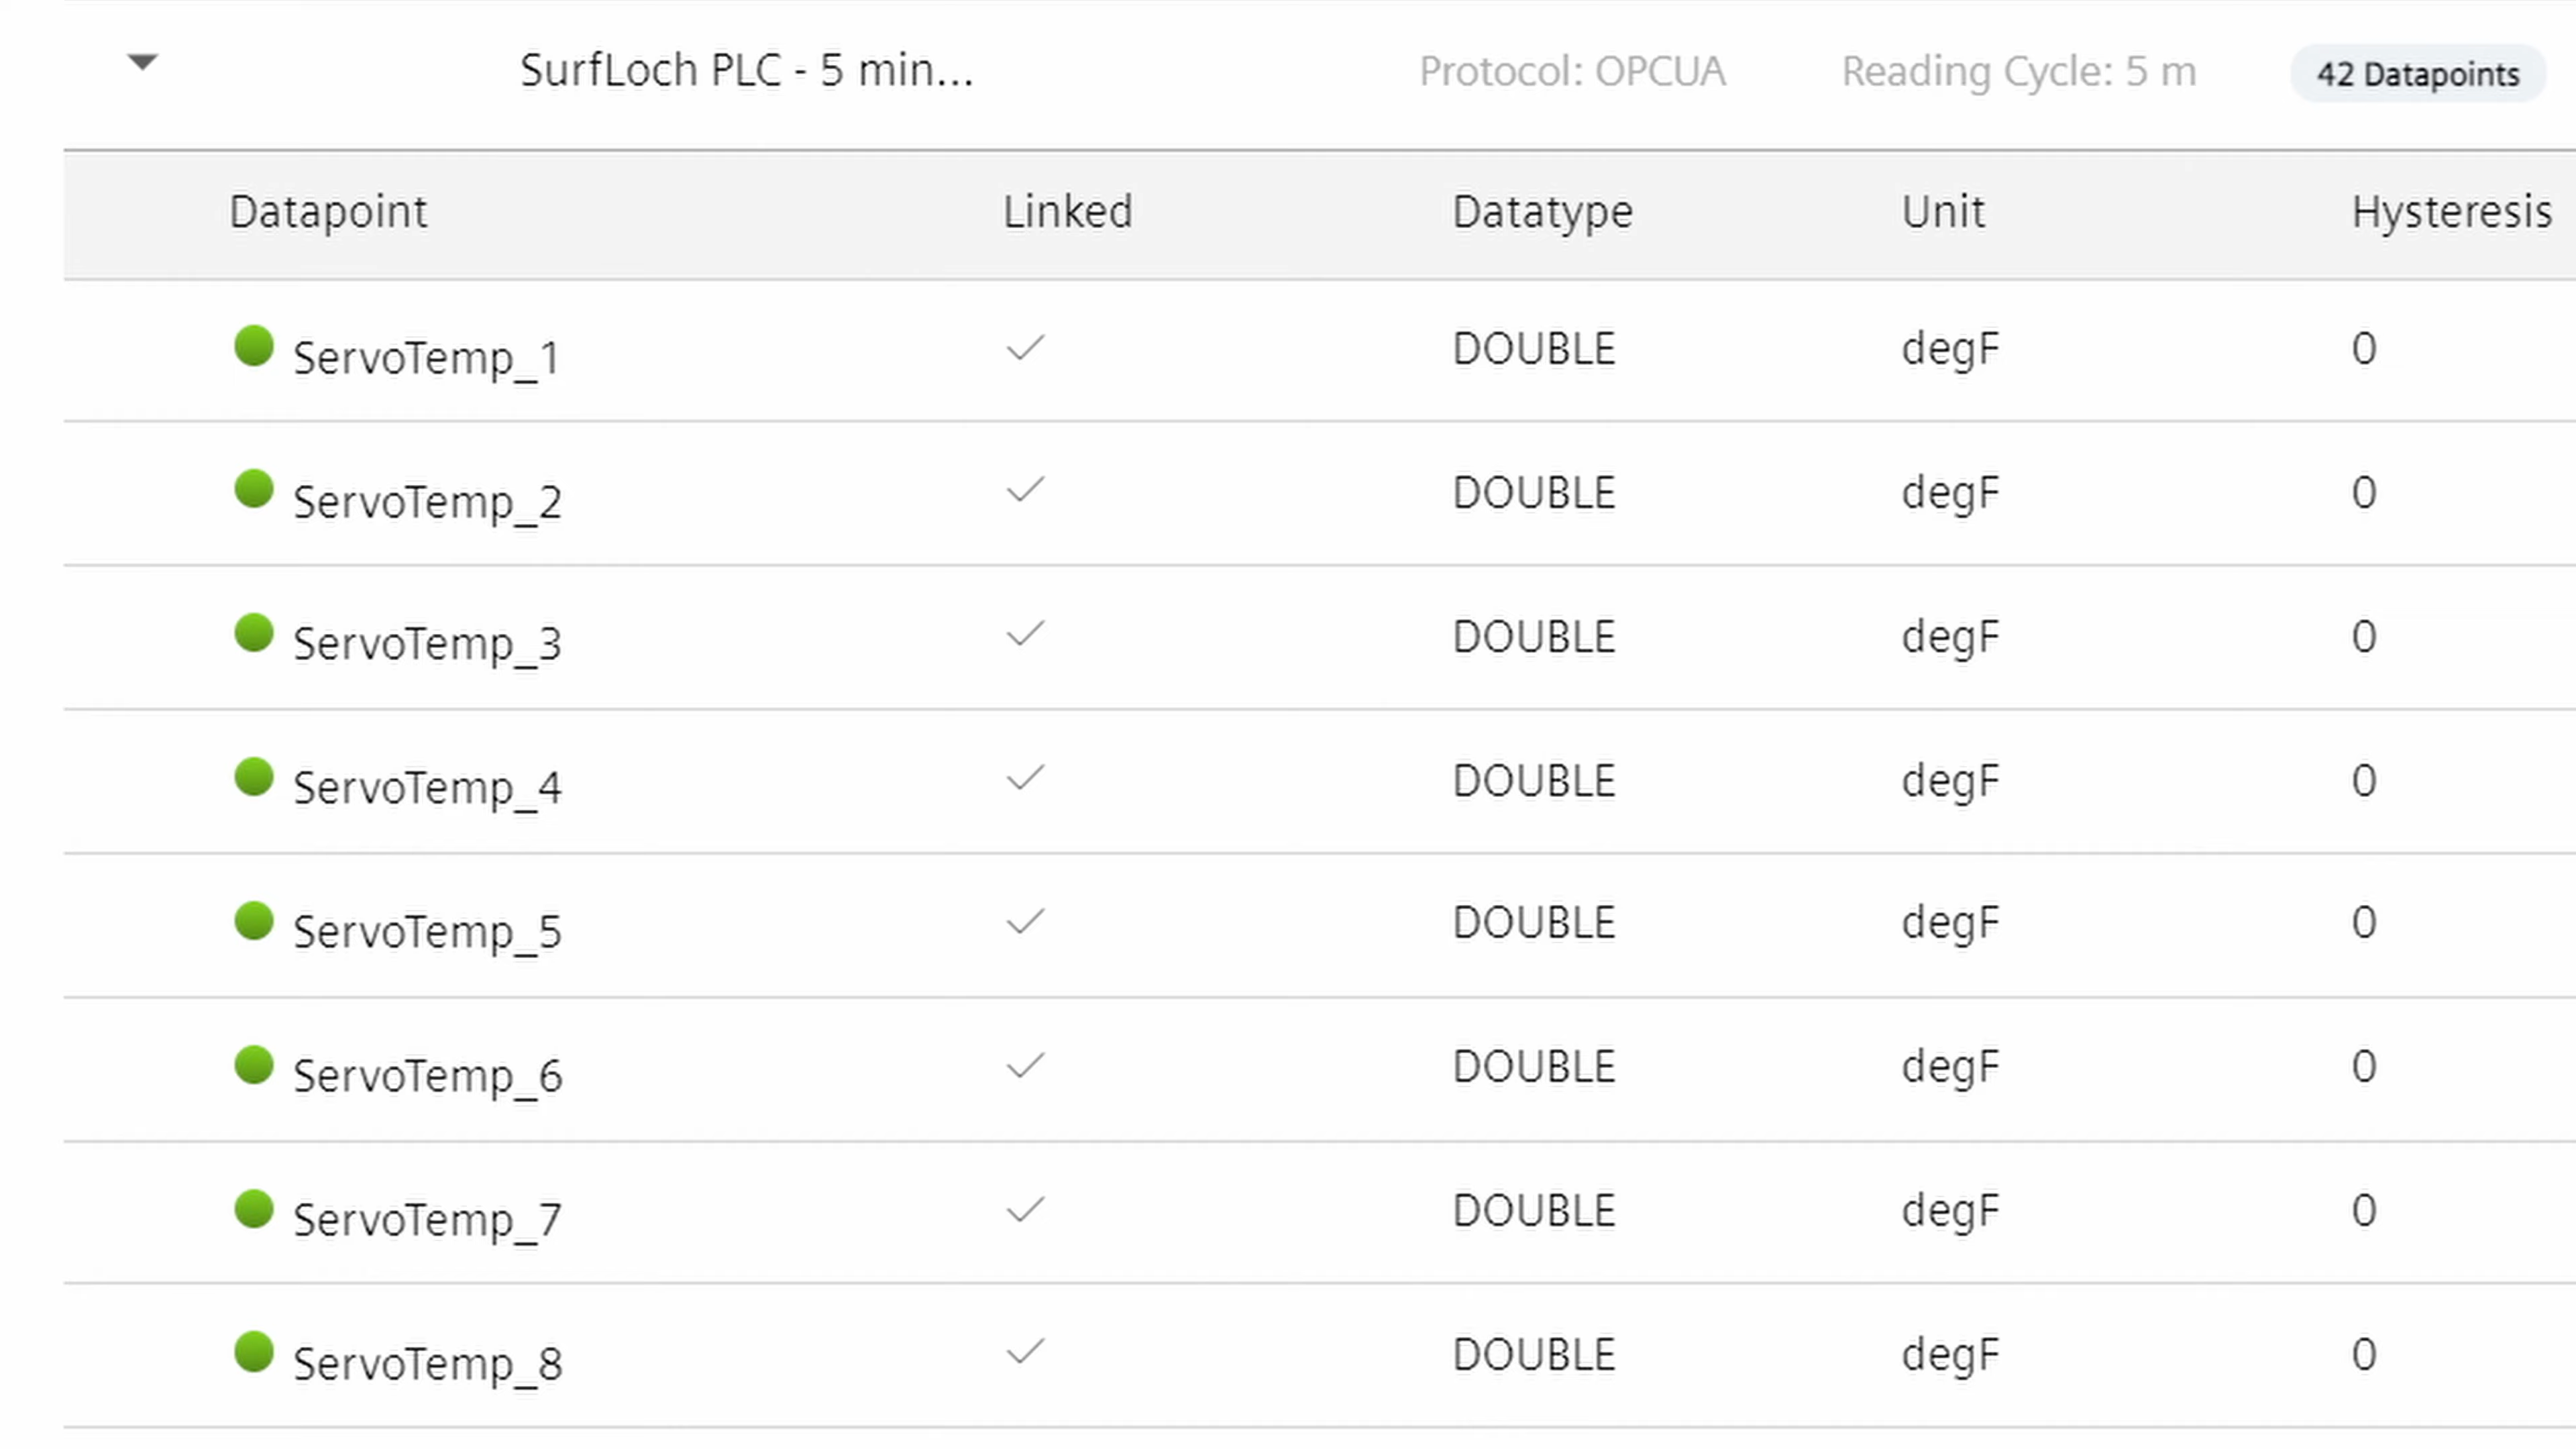 SurfLoch PLC - 5 min... Protocol: OPCUA Reading Cycle: 5 m 42 Datapoints
Datapoint Linked Datatype Unit Hysteresis
ServoTemp_1 DOUBLE degF 0
ServoTemp_2 DOUBLE degF 0
ServoTemp_3 DOUBLE degF 0
ServoTemp_4 DOUBLE degF 0
ServoTemp_5 DOUBLE degF 0
ServoTemp_6 DOUBLE degF 0
ServoTemp_7 DOUBLE degF 0
ServoTemp_8 DOUBLE degF 0